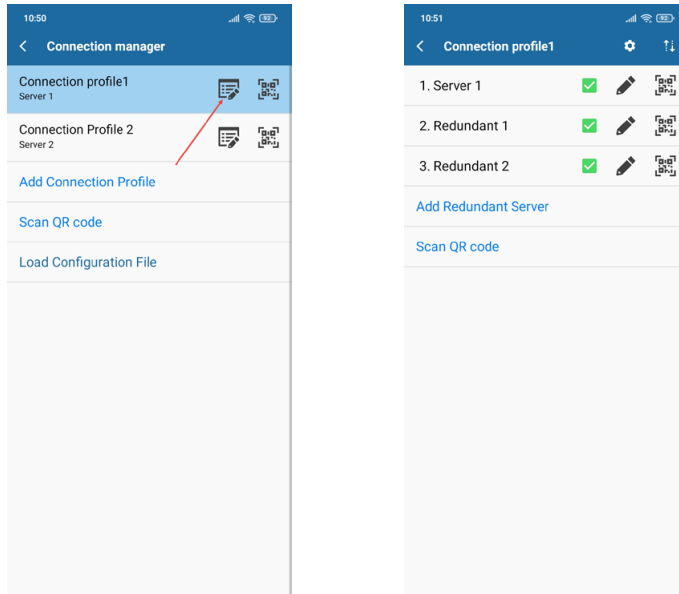 10:50
92
Connection manager
Connection profile1
Server 1
Connection Profile 2
Server 2
Add Connection Profile
Scan QR code
Load Configuration File
10:51
Connection profile1
1. Server 1
2. Redundant 1
3. Redundant 2
Add Redundant Server
Scan QR code